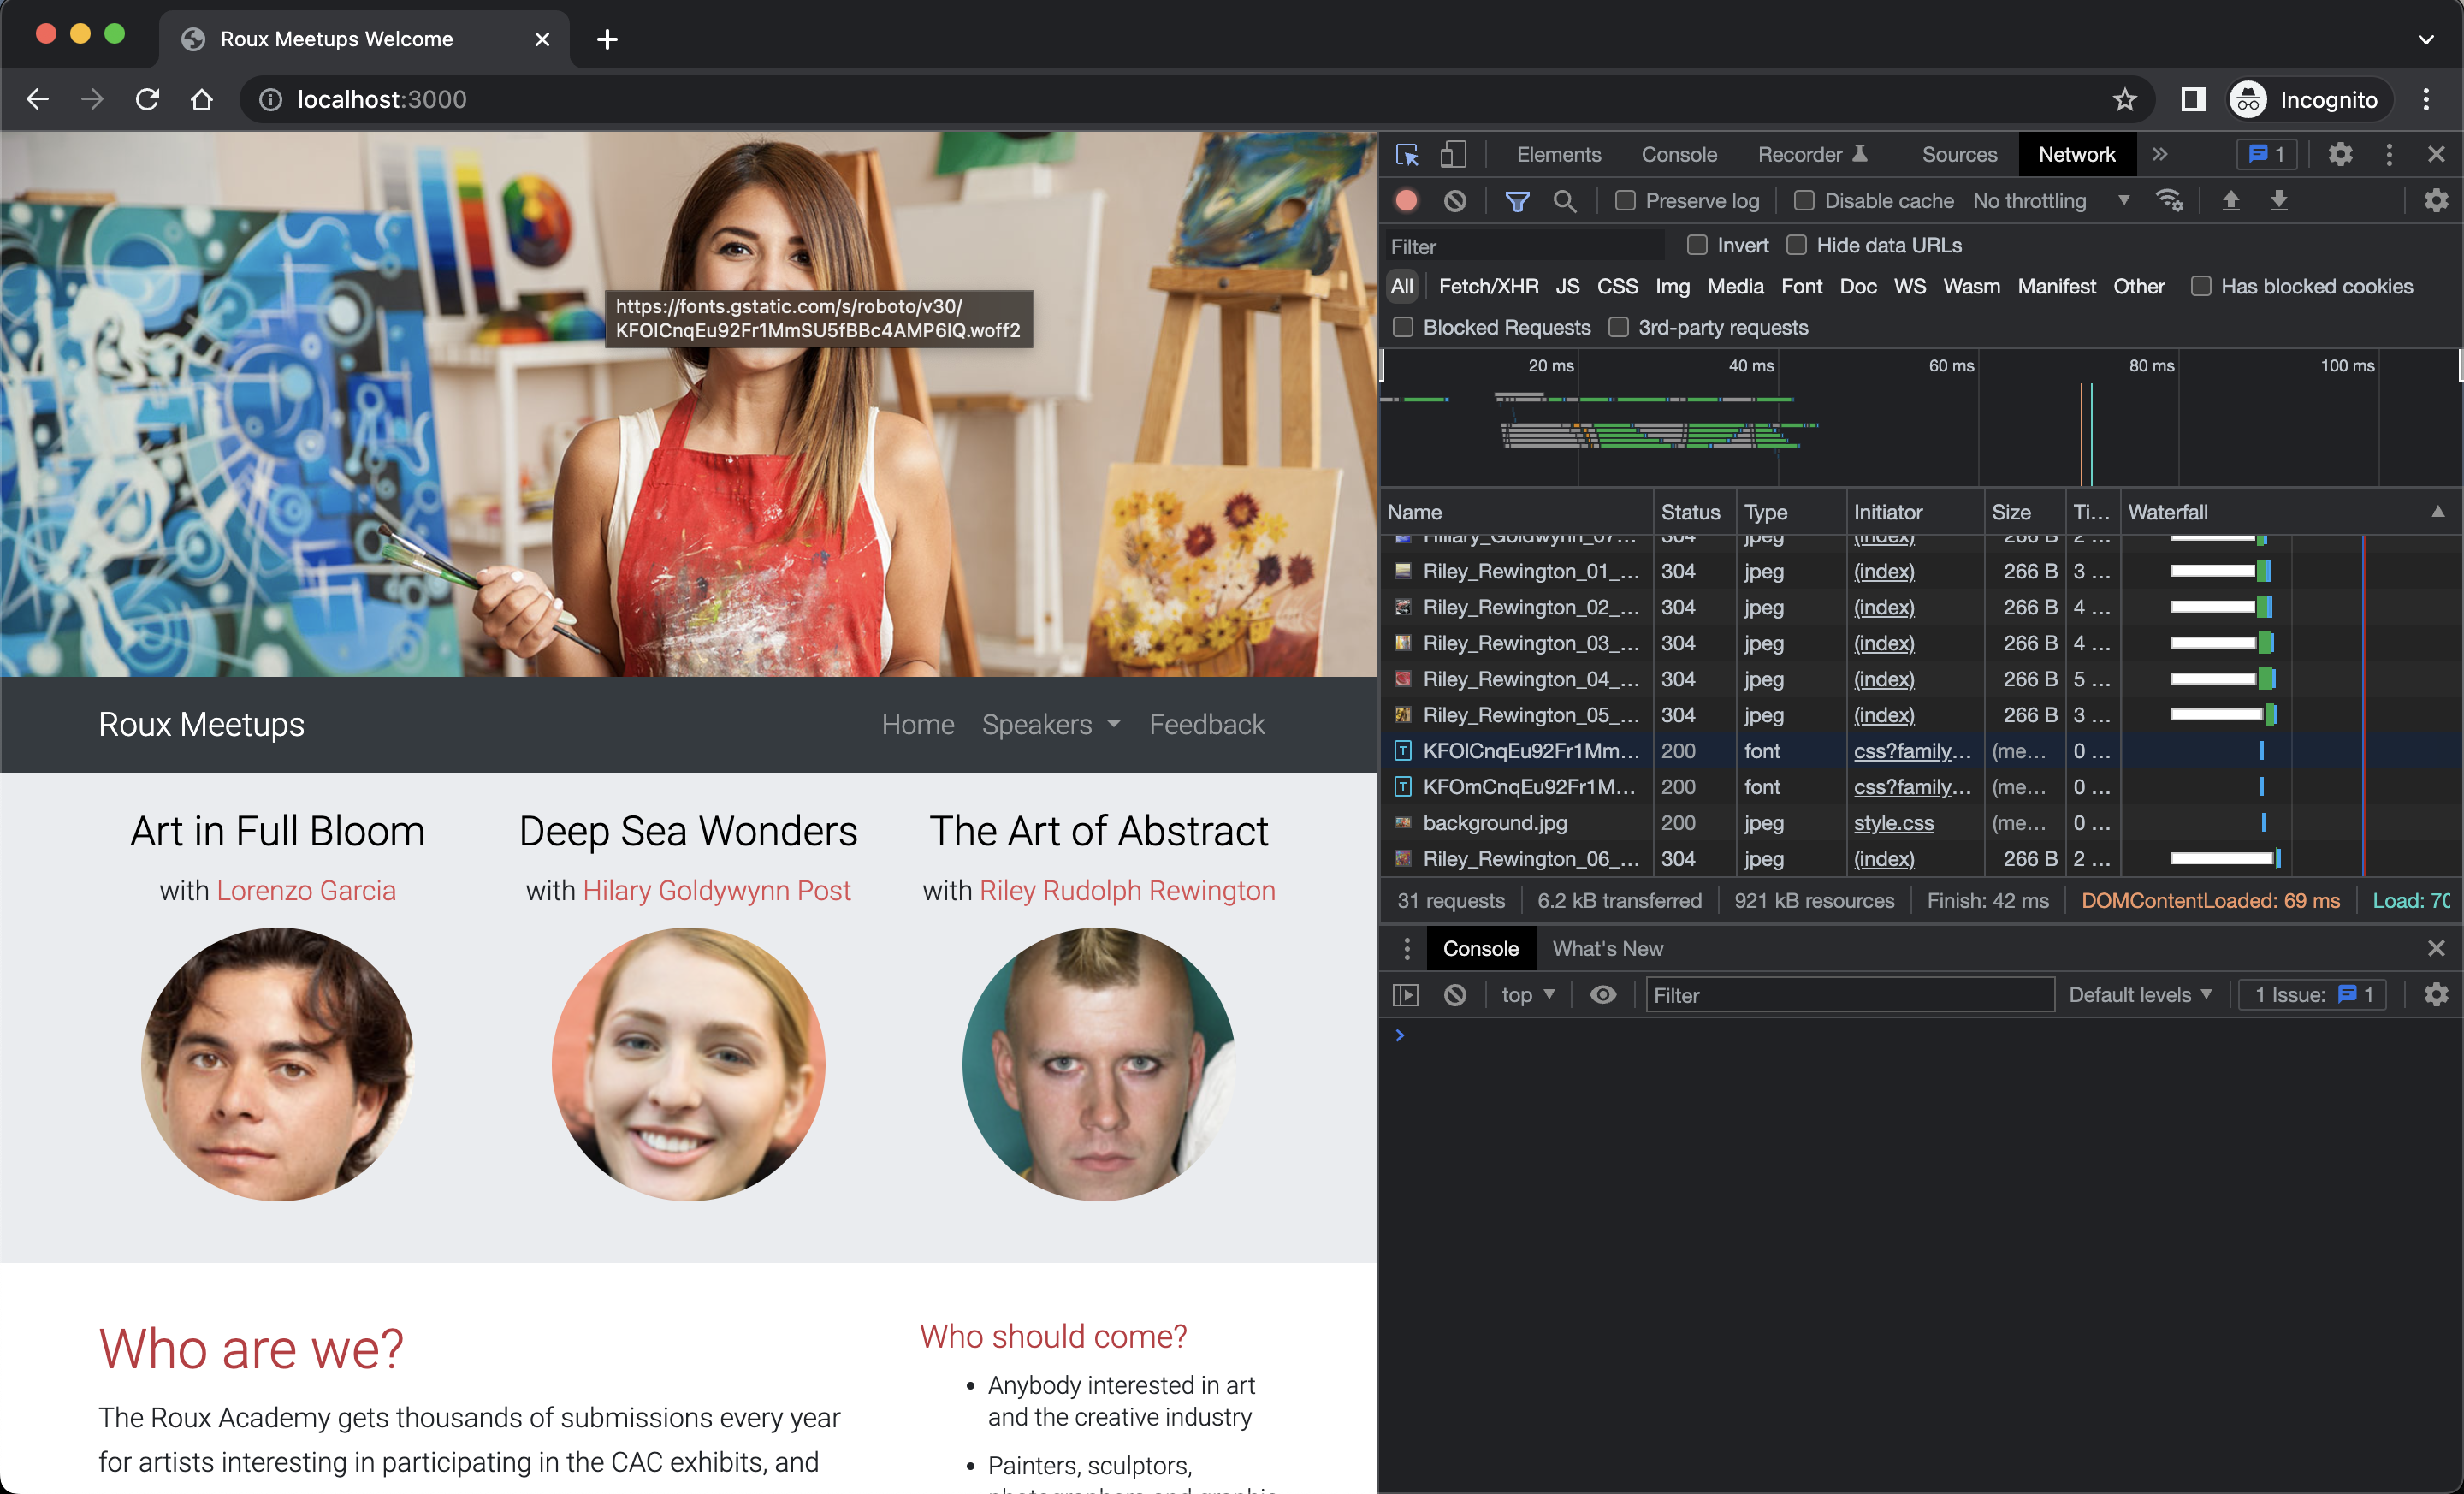 Roux Meetups Welcome
localhost:3000
Incognito
https://fonts.gstatic.com/s/roboto/v30/
KFOlCnqEu92Fr1MmSU5fBBc4AMP6lQ.woff2
Roux Meetups
Home Speakers Feedback
Art in Full Bloom
with Lorenzo Garcia
Deep Sea Wonders
with Hilary Goldywynn Post
The Art of Abstract
with Riley Rudolph Rewington
Who are we?
The Roux Academy gets thousands of submissions every year
for artists interesting in participating in the CAC exhibits, and
Who should come?
• Anybody interested in art
and the creative industry
• Painters, sculptors,
photographers and graphic
Elements Console Recorder Sources Network 1
Preserve log Disable cache No throttling
Filter Invert Hide data URLs
All Fetch/XHR JS CSS Img Media Font Doc WS Wasm Manifest Other Has blocked cookies
Blocked Requests 3rd-party requests
20 ms 40 ms 60 ms 80 ms 100 ms
Name Status Type Initiator Size Ti... Waterfall
Hillary_Goldwynn_07... 304 jpeg (index) 266 B 2 ...
Riley_Rewington_01_... 304 jpeg (index) 266 B 3 ...
Riley_Rewington_02_... 304 jpeg (index) 266 B 4 ...
Riley_Rewington_03_... 304 jpeg (index) 266 B 4 ...
Riley_Rewington_04_... 304 jpeg (index) 266 B 5 ...
Riley_Rewington_05_... 304 jpeg (index) 266 B 3 ...
KFOlCnqEu92Fr1Mm... 200 font css?family... (me... 0 ...
KFOmCnqEu92Fr1M... 200 font css?family... (me... 0 ...
background.jpg 200 jpeg style.css (me... 0 ...
Riley_Rewington_06_... 304 jpeg (index) 266 B 2 ...
31 requests 6.2 kB transferred 921 kB resources Finish: 42 ms DOMContentLoaded: 69 ms Load: 70
Console What's New
top Filter Default levels 1 Issue: 1